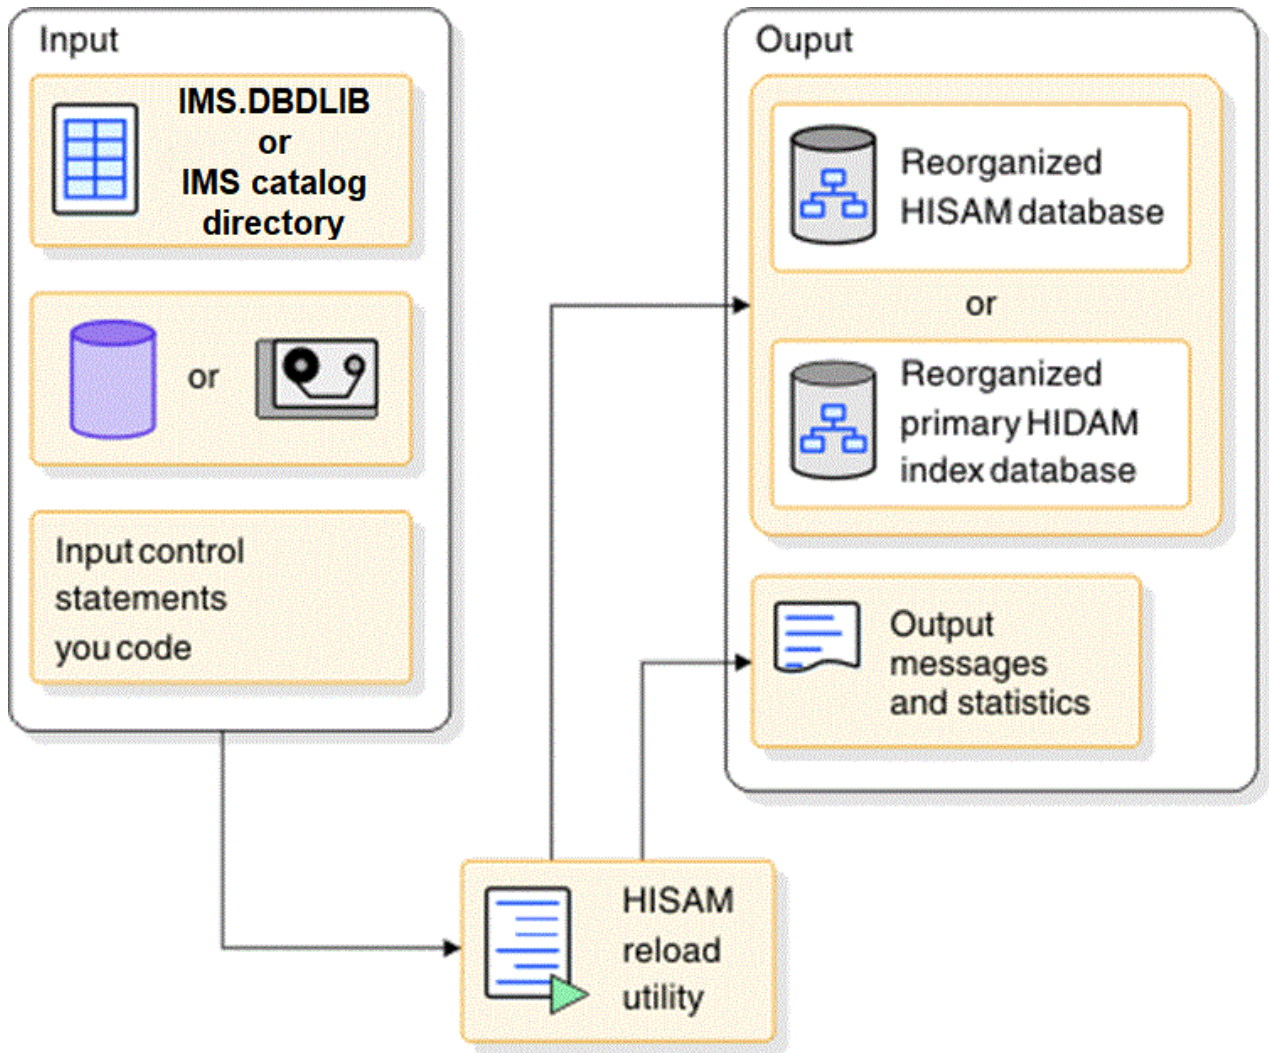 Input
IMS.DBDLIB
or
IMS catalog
directory
or
Input control
statements
you code
Ouput
Reorganized
HISAM database
or
Reorganized
primary HIDAM
index database
Output
messages
and statistics
HISAM
reload
utility